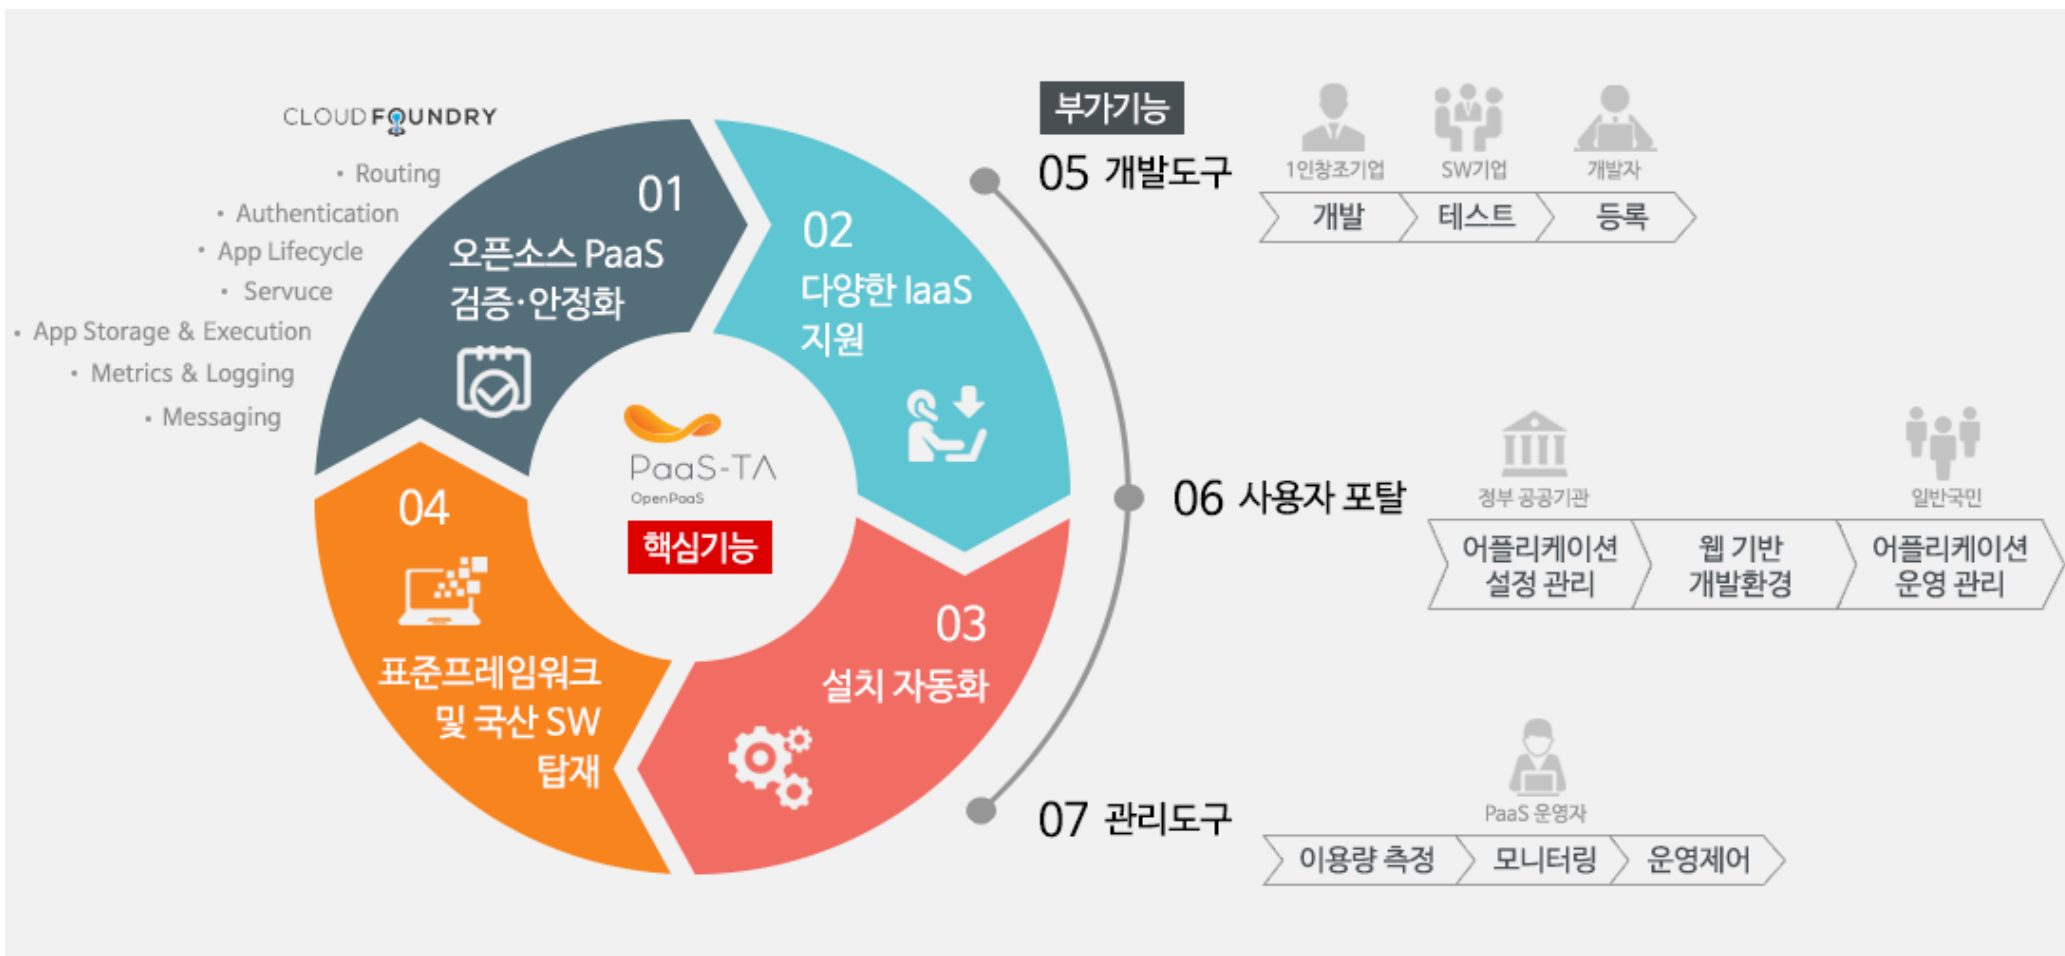 CLOUD FOUNDRY
• Routing
• Authentication
• App Lifecycle
• Servuce
• App Storage & Execution
• Metrics & Logging
• Messaging
01
오픈소스 PaaS
검증·안정화
02
다양한 IaaS
지원
03
설치 자동화
04
표준프레임워크
및 국산 SW
탑재
PaaS-TA
OpenPaaS
핵심기능
부가기능
05 개발도구
1인창조기업
SW기업
개발자
개발
테스트
등록
06 사용자 포탈
정부 공공기관
일반국민
어플리케이션
설정 관리
웹 기반
개발환경
어플리케이션
운영 관리
07 관리도구
PaaS 운영자
이용량 측정
모니터링
운영제어